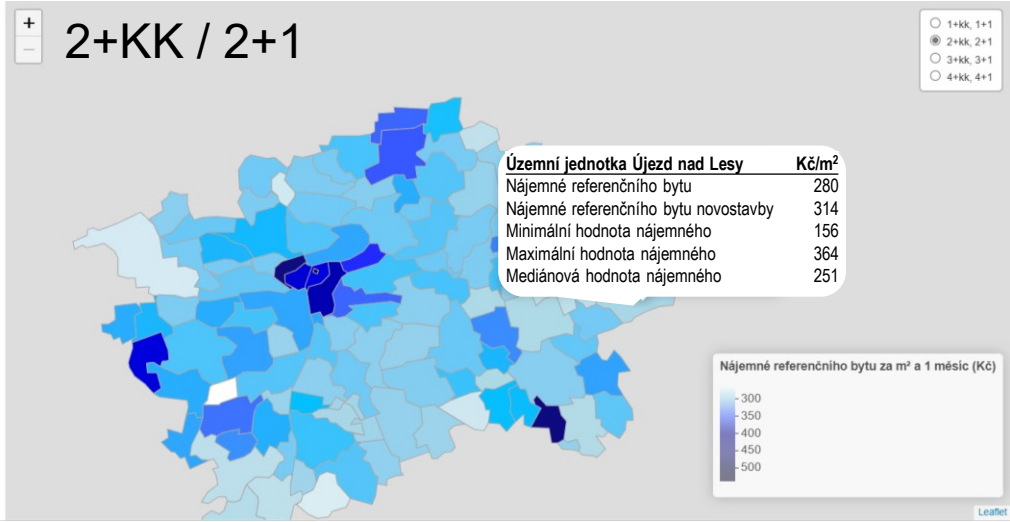 +
−
2+KK / 2+1
1+kk, 1+1
2+kk, 2+1
3+kk, 3+1
4+kk, 4+1
Územní jednotka Újezd nad Lesy Kč/m²
Nájemné referenčního bytu 280
Nájemné referenčního bytu novostavby 314
Minimální hodnota nájemného 156
Maximální hodnota nájemného 364
Mediánová hodnota nájemného 251
Nájemné referenčního bytu za m² a 1 měsíc (Kč)
300
350
400
450
500
Leaflet